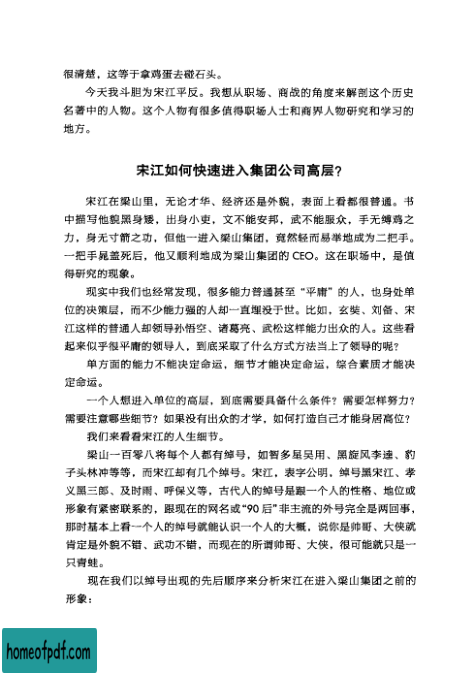 很清楚，这等于拿鸡蛋去碰石头。
今天我斗胆为宋江平反。我想从职场、商战的角度来解剖这个历史
名著中的人物。这个人物有很多值得职场人士和商界人物研究和学习的
地方。
宋江如何快速进入集团公司高层？
宋江在梁山里，无论才华、经济还是外貌，表面上看都很普通。书
中描写他貌黑身矮，出身小吏，文不能安邦，武不能服众，手无缚鸡之
力，身无寸箭之功，但他一进入梁山集团，竟然轻而易举地成为二把手。
一把手晁盖死后，他又顺利地成为梁山集团的 CEO。这在职场中，是值
得研究的现象。
现实中我们也经常发现，很多能力普通甚至“平庸”的人，也身处单
位的决策层，而不少能力强的人却一直埋没于世。比如，玄奘、刘备、宋
江这样的普通人却领导孙悟空、诸葛亮、武松这样能力出众的人。这些看
起来似乎很平庸的领导人，到底采取了什么方式方法当上了领导的呢？
单方面的能力不能决定命运，细节才能决定命运，综合素质才能决
定命运。
一个人想进入单位的高层，到底需要具备什么条件？需要怎样努力？
需要注意哪些细节？如果没有出众的才学，如何打造自己才能身居高位？
我们来看看宋江的人生细节。
梁山一百零八将每个人都有绰号，如智多星吴用、黑旋风李逵、豹
子头林冲等等，而宋江却有几个绰号。宋江，表字公明，绰号黑宋江、孝
义黑三郎、及时雨、呼保义等，古代人的绰号是跟一个人的性格、地位或
形象有紧密联系的，跟现在的网名或“90 后”非主流的外号完全是两回事，
那时基本上看一个人的绰号就能认识一个人的大概，说你是帅哥、大侠就
肯定是外貌不错、武功不错，而现在的所谓帅哥、大侠，很可能就只是一
只青蛙。
现在我们以绰号出现的先后顺序来分析宋江在进入梁山集团之前的
形象：
homeofpdf.com